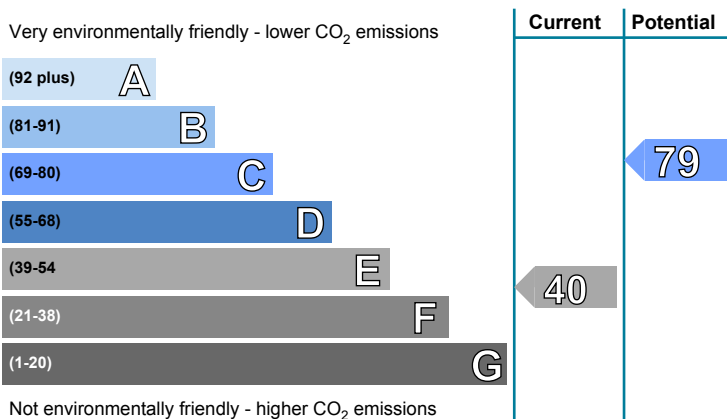 Very environmentally friendly - lower CO2 emissions
Current
Potential
(92 plus) A
(81-91) B
(69-80) C
79
(55-68) D
(39-54 E
40
(21-38) F
(1-20) G
Not environmentally friendly - higher CO2 emissions